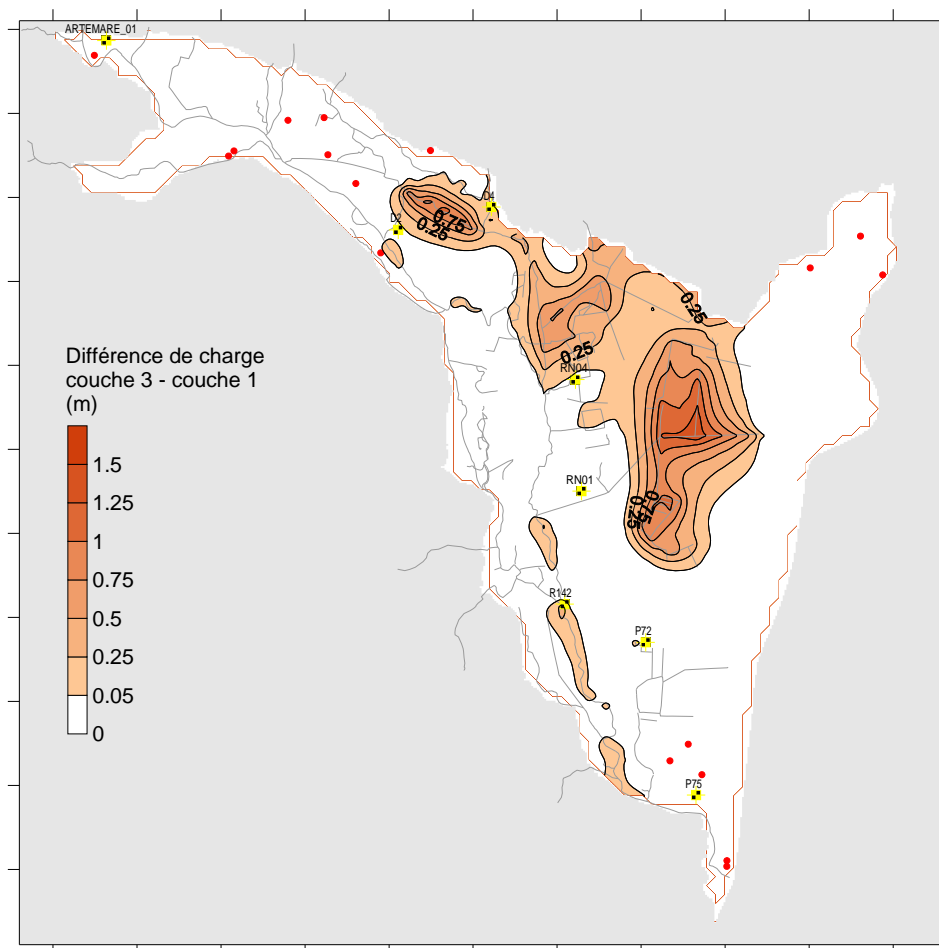 ARTEMARE_01
D4
D2
0.75
0.25
0.25
0.25
RN04
Différence de charge
couche 3 - couche 1
(m)
1.5
1.25
1
0.75
0.5
0.25
0.05
0
RN01
0.25
0.75
R142
P72
P75